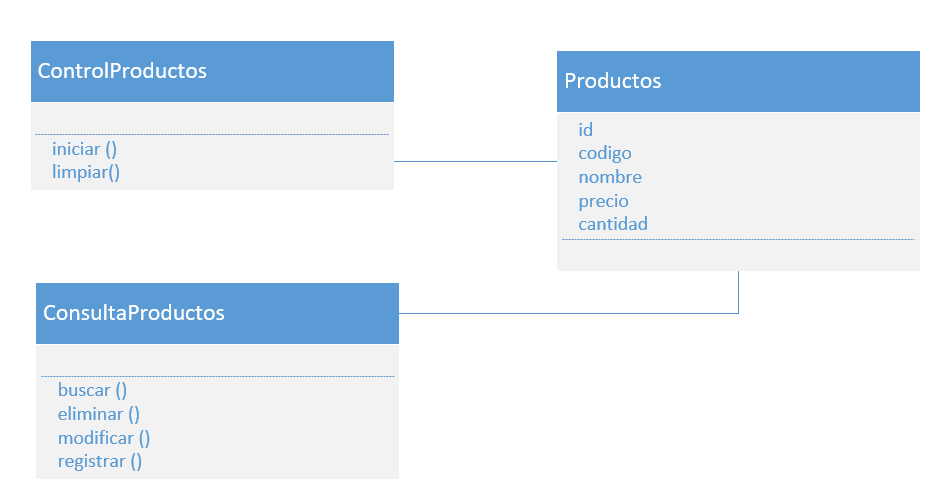 ControlProductos
iniciar ()
limpiar()
Productos
id
codigo
nombre
precio
cantidad
ConsultaProductos
buscar ()
eliminar ()
modificar ()
registrar ()